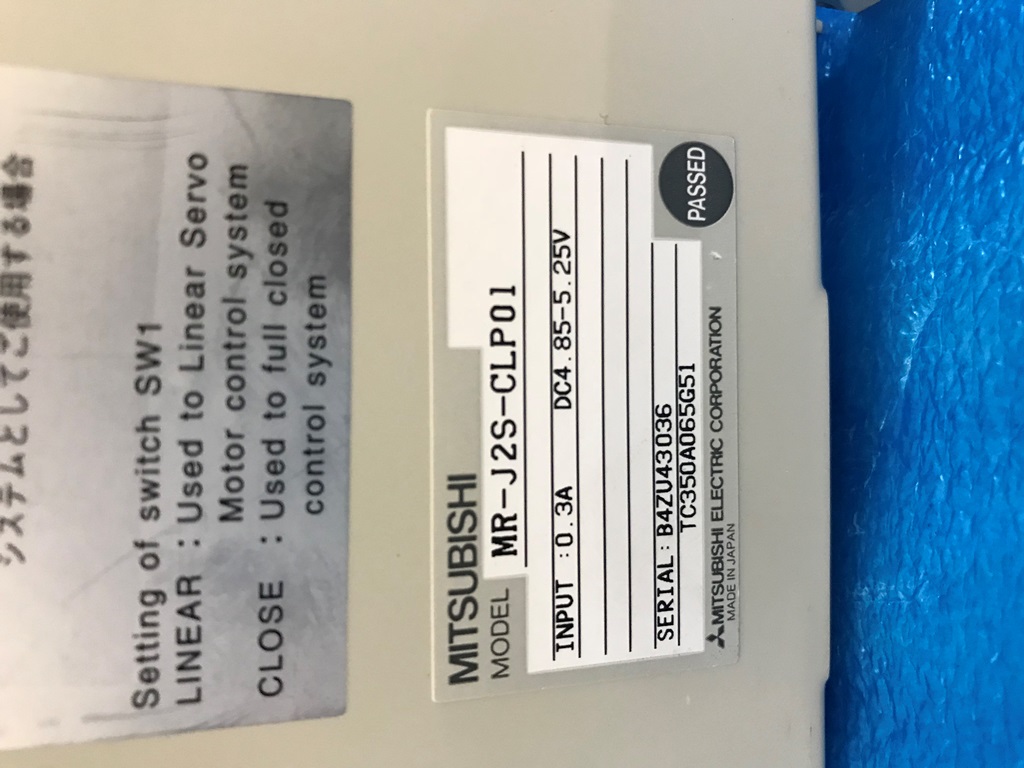 システムとしてご使用する場合
Setting of switch SW1
LINEAR : Used to Linear Servo
Motor control system
CLOSE : Used to full closed
control system
MITSUBISHI
MODEL MR-J2S-CLP01
INPUT : 0.3A DC4.85-5.25V
SERIAL: B4ZU43036
TC350A065G51
PASSED
MITSUBISHI ELECTRIC CORPORATION
MADE IN JAPAN